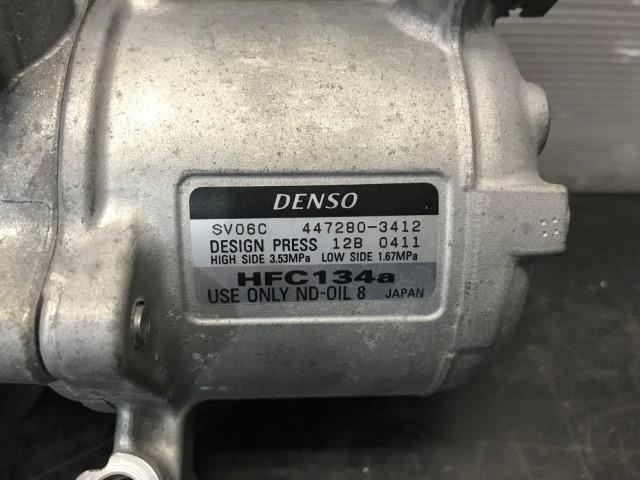 DENSO
SV06C 447280-3412
DESIGN PRESS 12B 0411
HIGH SIDE 3.53MPa LOW SIDE 1.67MPa
HFC134a
USE ONLY ND-OIL 8 JAPAN